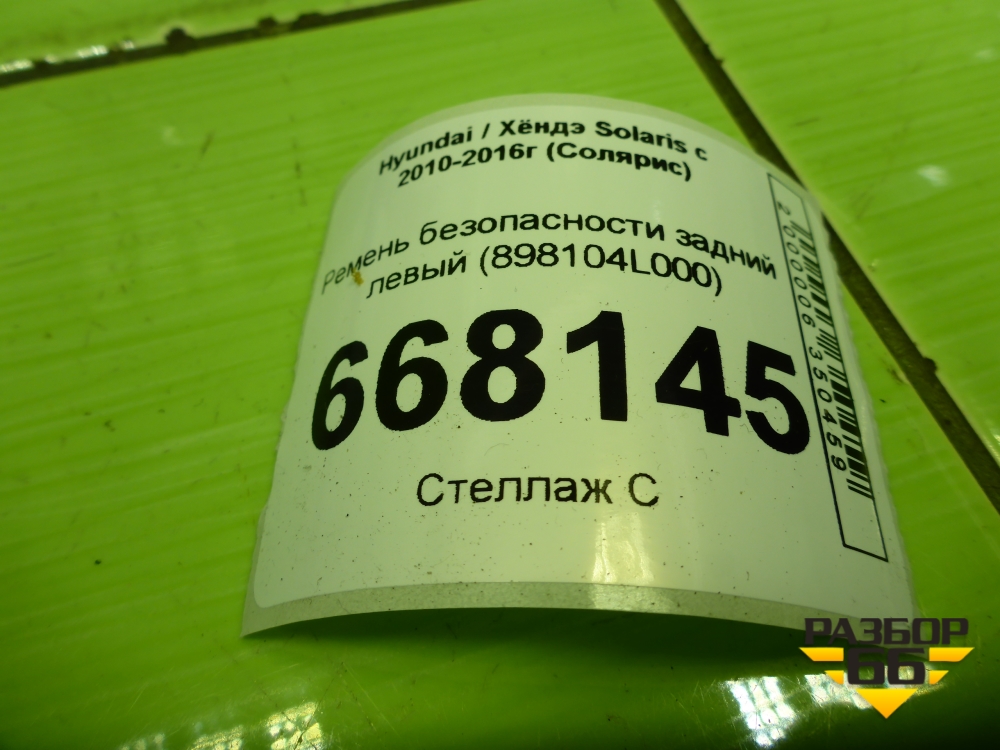 Hyundai / Хёндэ Solaris с
2010-2016г (Солярис)
Ремень безопасности задний
левый (898104L000)
668145
Стеллаж С
2000006350459
РАЗБОР
66